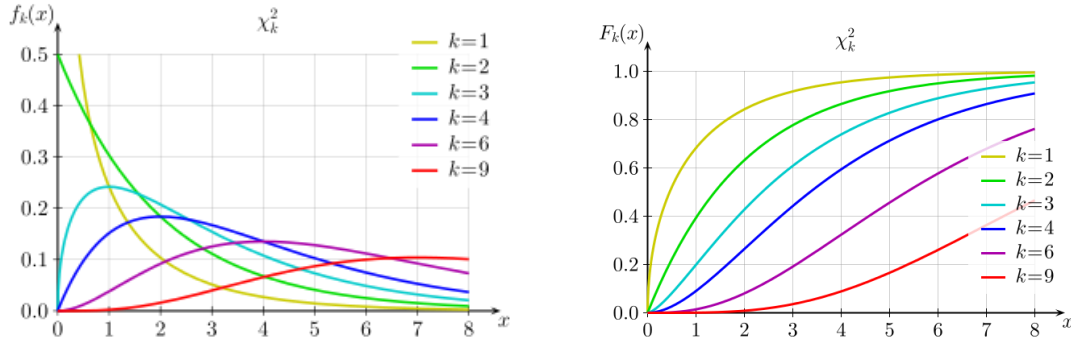 f_k(x)
χ²_k
0.5
0.4
0.3
0.2
0.1
0.0
0 1 2 3 4 5 6 7 8 x
k=1
k=2
k=3
k=4
k=6
k=9
F_k(x)
χ²_k
1.0
0.8
0.6
0.4
0.2
0.0
0 1 2 3 4 5 6 7 8 x
k=1
k=2
k=3
k=4
k=6
k=9